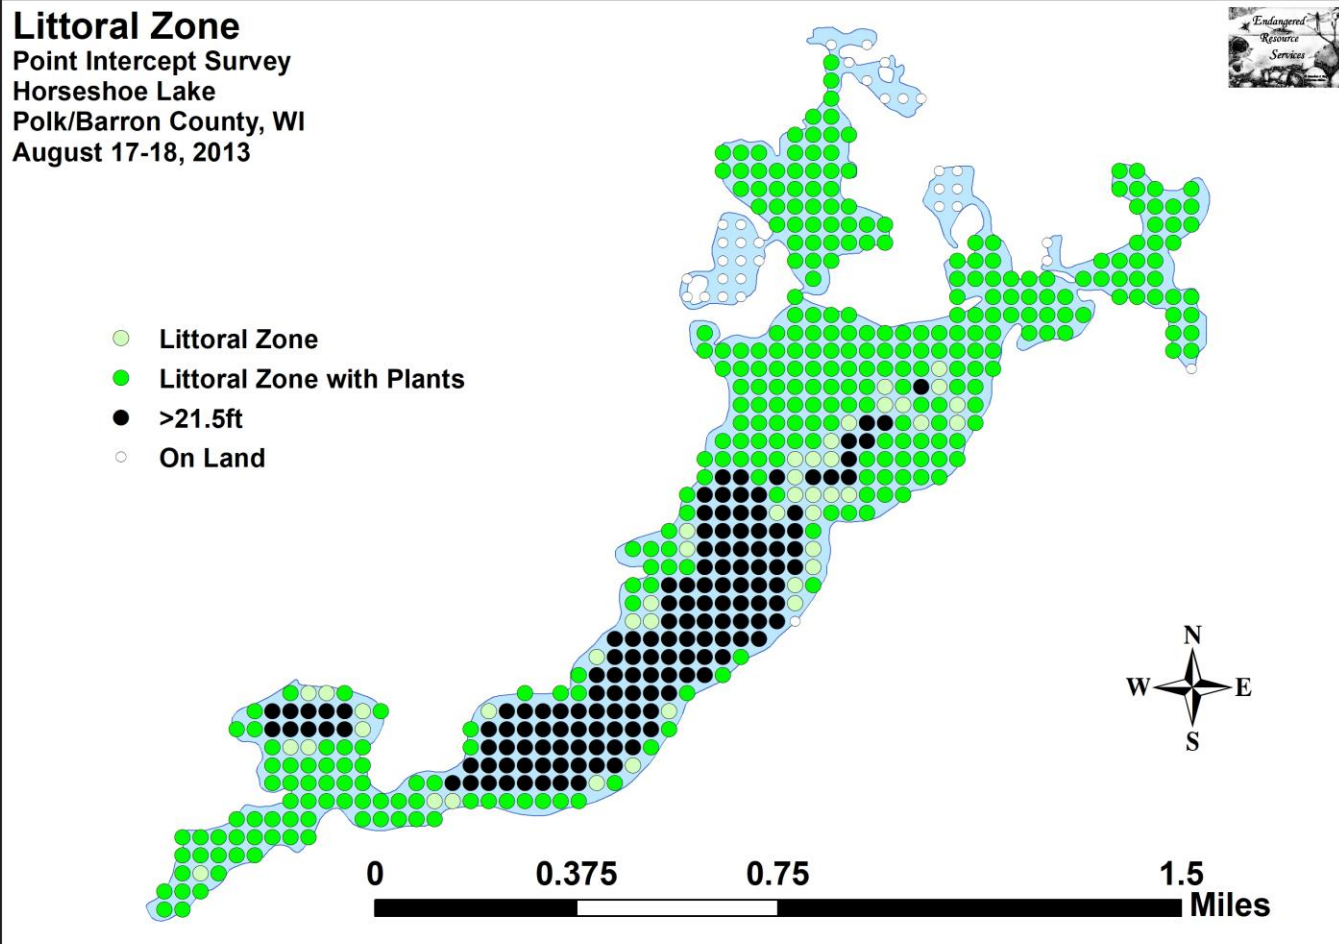 Littoral Zone
Point Intercept Survey
Horseshoe Lake
Polk/Barron County, WI
August 17-18, 2013
Endangered
Resource
Services
Littoral Zone
Littoral Zone with Plants
>21.5ft
On Land
N
W E
S
0 0.375 0.75 1.5
Miles